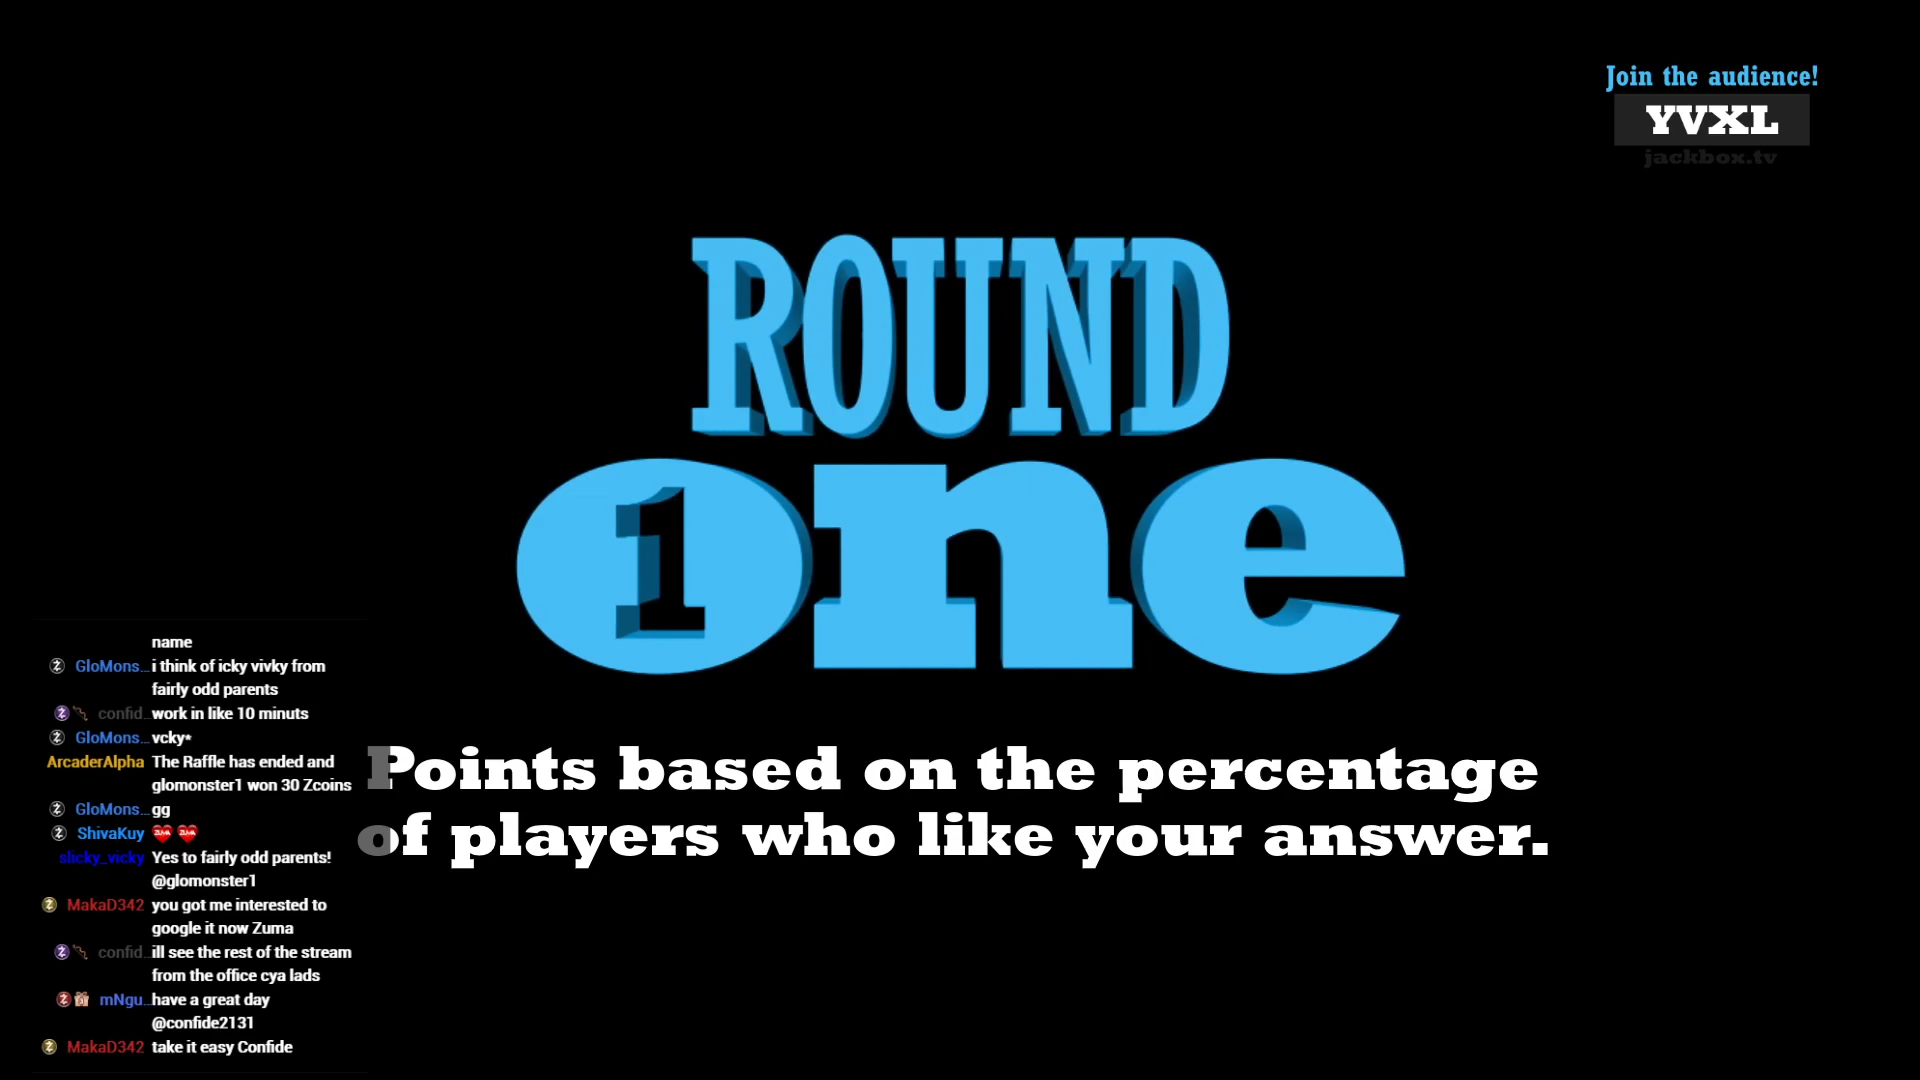 Join the audience!
YVXL
jackbox.tv
ROUND
One
1
Points based on the percentage
of players who like your answer.
name
GloMons... i think of icky vivky from
fairly odd parents
confid... work in like 10 minuts
GloMons... vcky*
ArcaderAlpha The Raffle has ended and
glomonster1 won 30 Zcoins
GloMons... gg
ShivaKuy
slicky_vicky Yes to fairly odd parents!
@glomonster1
MakaD342 you got me interested to
google it now Zuma
confid... ill see the rest of the stream
from the office cya lads
mNgu... have a great day
@confide2131
MakaD342 take it easy Confide